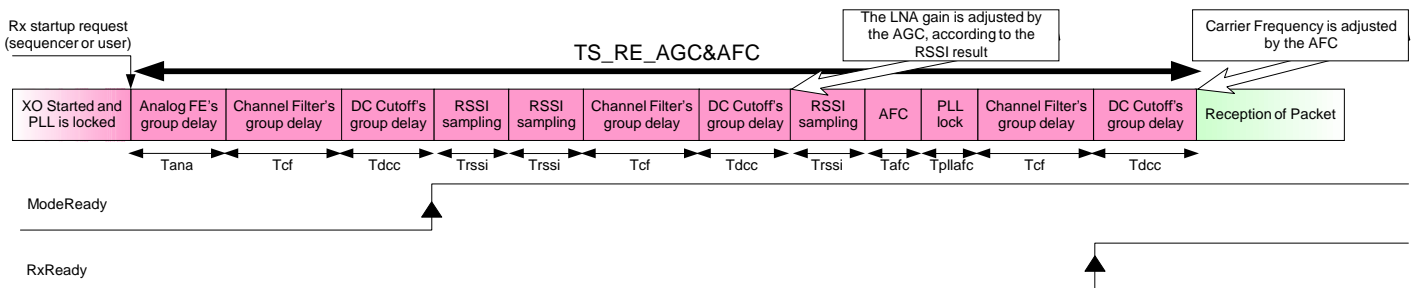 Rx startup request
(sequencer or user)
TS_RE_AGC&AFC
The LNA gain is adjusted by
the AGC, according to the
RSSI result
Carrier Frequency is adjusted
by the AFC
XO Started and
PLL is locked
Analog FE's
group delay
Channel Filter's
group delay
DC Cutoff's
group delay
RSSI
sampling
RSSI
sampling
Channel Filter's
group delay
DC Cutoff's
group delay
RSSI
sampling
AFC
PLL
lock
Channel Filter's
group delay
DC Cutoff's
group delay
Reception of Packet
Tana
Tcf
Tdcc
Trssi
Trssi
Tcf
Tdcc
Trssi
Tafc
Tpllafc
Tcf
Tdcc
ModeReady
RxReady